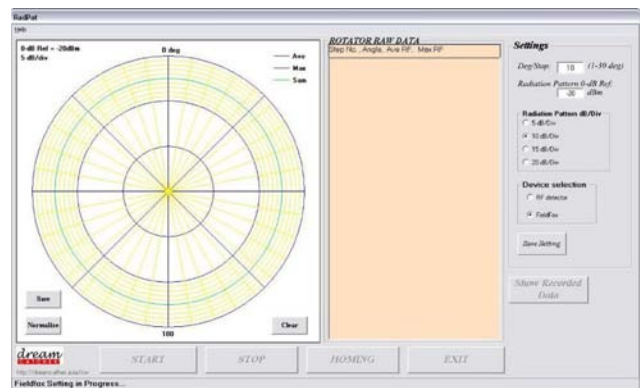 RadPat
Help
0-dB Ref = -20dBm
5 dB/div
0 deg
Ave
Max
Sum
Save
Normalize
180
Clear
ROTATOR RAW DATA
Step No., Angle, Ave RF, Max RF
Settings
Deg/Step: 10 (1-30 deg)
Radiation Pattern 0-dB Ref:
-20 dBm
Radiation Pattern dB/Div
5 dB/Div
10 dB/Div
15 dB/Div
20 dB/Div
Device selection
RF detector
FieldFox
Save Setting
Show Recorded
Data
dream
CATCHER
START
STOP
HOMING
EXIT
Fieldfox Setting in Progress...